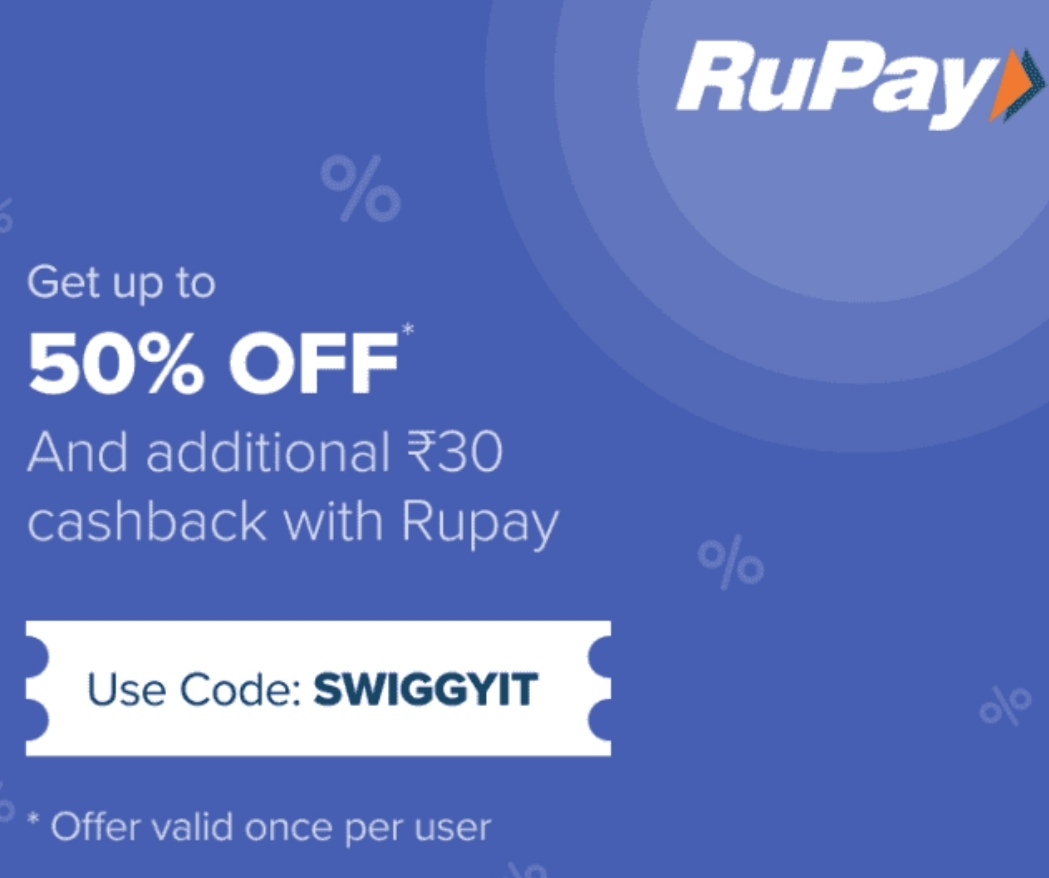 RuPay
Get up to
50% OFF*
And additional ₹30
cashback with Rupay
Use Code: SWIGGYIT
* Offer valid once per user